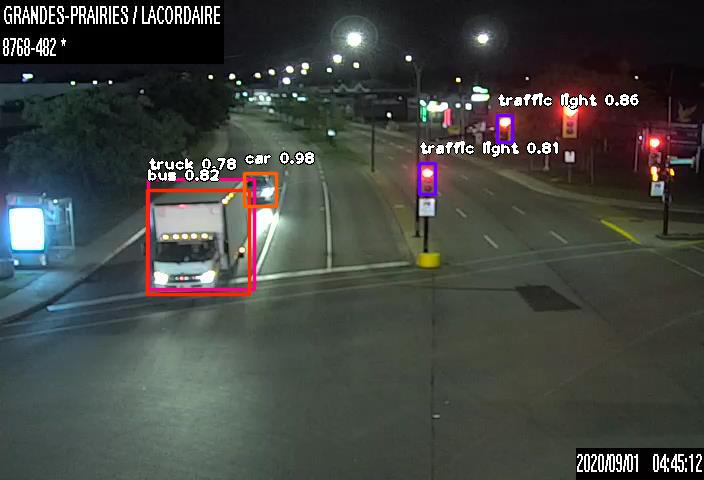 GRANDES-PRAIRIES / LACORDAIRE
8768-482 *
traffic light 0.86
traffic light 0.81
truck 0.78
car 0.98
bus 0.82
2020/09/01 04:45:12